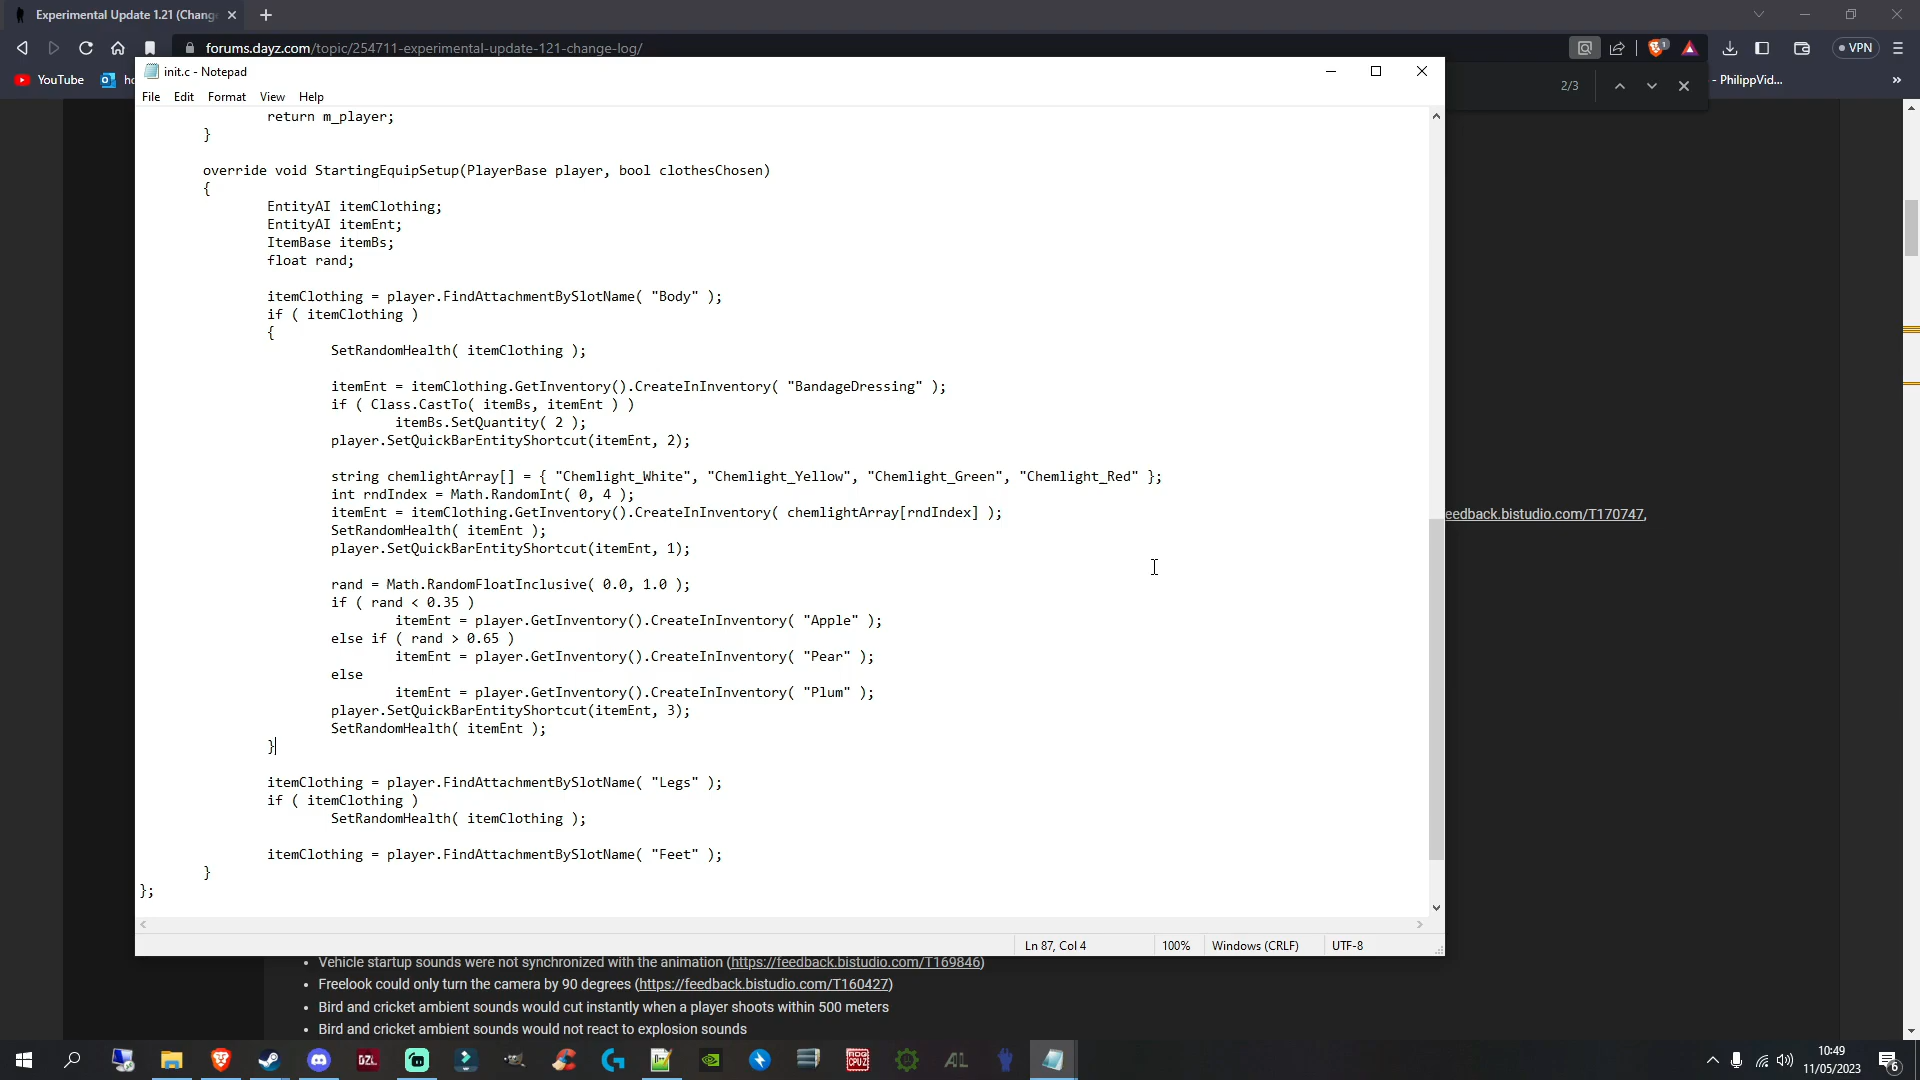 Experimental Update 1.21 (Chang
forums.dayz.com/topic/254711-experimental-update-121-change-log/
VPN
YouTube
ho
2/3
- PhilippVid...
init.c - Notepad
File Edit Format View Help
return m_player;
}
override void StartingEquipSetup(PlayerBase player, bool clothesChosen)
{
EntityAI itemClothing;
EntityAI itemEnt;
ItemBase itemBs;
float rand;
itemClothing = player.FindAttachmentBySlotName( "Body" );
if ( itemClothing )
{
SetRandomHealth( itemClothing );
itemEnt = itemClothing.GetInventory().CreateInInventory( "BandageDressing" );
if ( Class.CastTo( itemBs, itemEnt ) )
itemBs.SetQuantity( 2 );
player.SetQuickBarEntityShortcut(itemEnt, 2);
string chemlightArray[] = { "Chemlight_White", "Chemlight_Yellow", "Chemlight_Green", "Chemlight_Red" };
int rndIndex = Math.RandomInt( 0, 4 );
itemEnt = itemClothing.GetInventory().CreateInInventory( chemlightArray[rndIndex] );
SetRandomHealth( itemEnt );
player.SetQuickBarEntityShortcut(itemEnt, 1);
rand = Math.RandomFloatInclusive( 0.0, 1.0 );
if ( rand < 0.35 )
itemEnt = player.GetInventory().CreateInInventory( "Apple" );
else if ( rand > 0.65 )
itemEnt = player.GetInventory().CreateInInventory( "Pear" );
else
itemEnt = player.GetInventory().CreateInInventory( "Plum" );
player.SetQuickBarEntityShortcut(itemEnt, 3);
SetRandomHealth( itemEnt );
}
itemClothing = player.FindAttachmentBySlotName( "Legs" );
if ( itemClothing )
SetRandomHealth( itemClothing );
itemClothing = player.FindAttachmentBySlotName( "Feet" );
}
};
eedback.bistudio.com/T170747,
Ln 87, Col 4 100% Windows (CRLF) UTF-8
• Vehicle startup sounds were not synchronized with the animation (https://feedback.bistudio.com/T169846)
• Freelook could only turn the camera by 90 degrees (https://feedback.bistudio.com/T160427)
• Bird and cricket ambient sounds would cut instantly when a player shoots within 500 meters
• Bird and cricket ambient sounds would not react to explosion sounds
DZL
CPU-Z
AL
10:49
11/05/2023
6